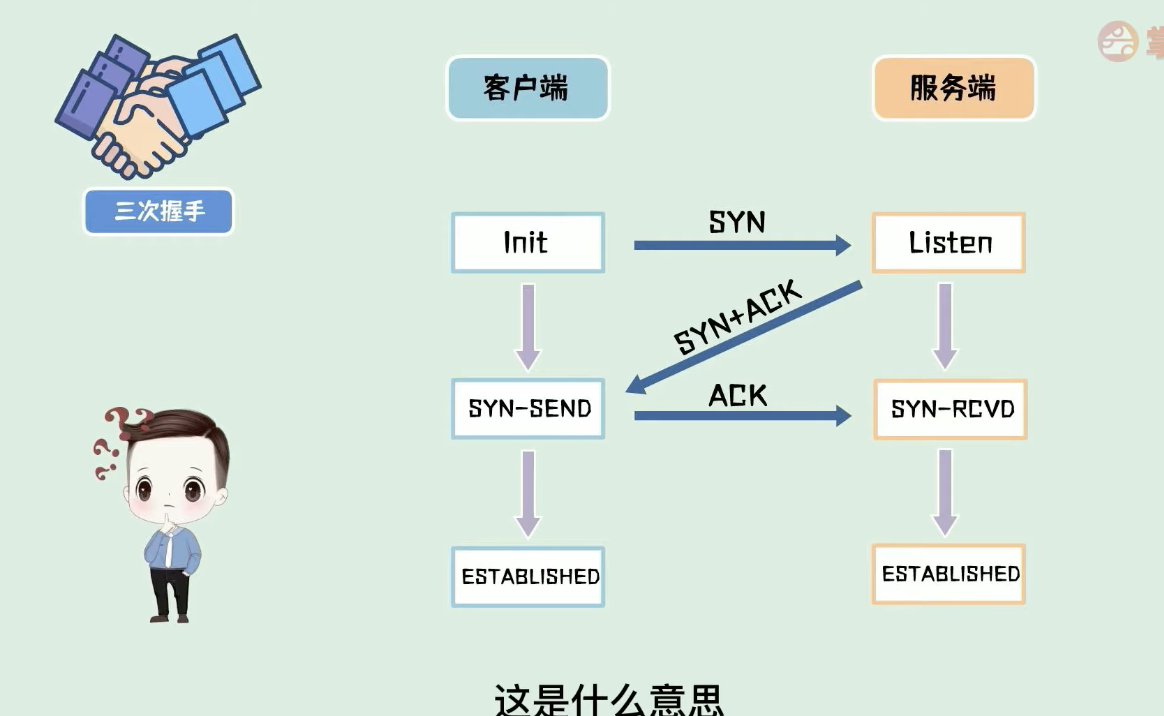 客户端
服务端
三次握手
Init
SYN
Listen
SYN+ACK
SYN-SEND
ACK
SYN-RCVD
ESTABLISHED
ESTABLISHED
这是什么意思